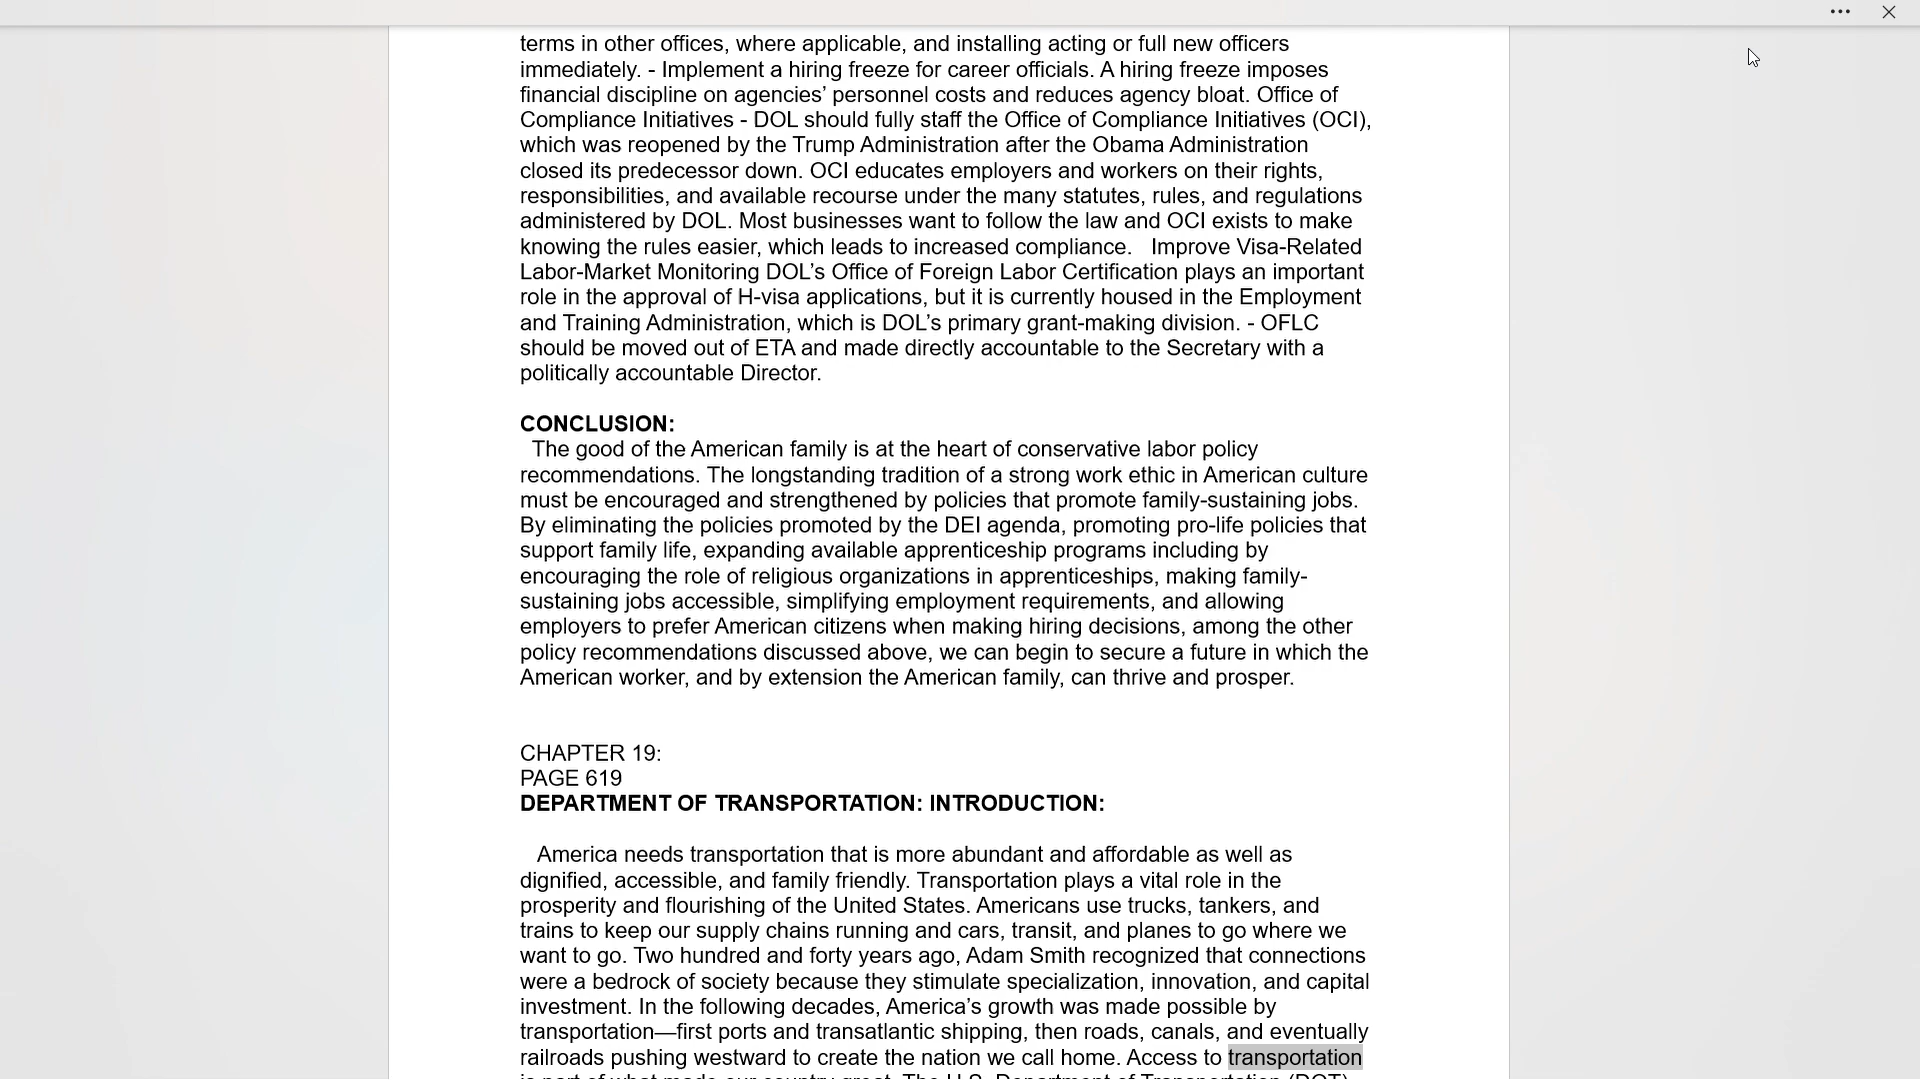 terms in other offices, where applicable, and installing acting or full new officers
immediately. - Implement a hiring freeze for career officials. A hiring freeze imposes
financial discipline on agencies’ personnel costs and reduces agency bloat. Office of
Compliance Initiatives - DOL should fully staff the Office of Compliance Initiatives (OCI),
which was reopened by the Trump Administration after the Obama Administration
closed its predecessor down. OCI educates employers and workers on their rights,
responsibilities, and available recourse under the many statutes, rules, and regulations
administered by DOL. Most businesses want to follow the law and OCI exists to make
knowing the rules easier, which leads to increased compliance.   Improve Visa-Related
Labor-Market Monitoring DOL’s Office of Foreign Labor Certification plays an important
role in the approval of H-visa applications, but it is currently housed in the Employment
and Training Administration, which is DOL’s primary grant-making division. - OFLC
should be moved out of ETA and made directly accountable to the Secretary with a
politically accountable Director.
CONCLUSION:
The good of the American family is at the heart of conservative labor policy
recommendations. The longstanding tradition of a strong work ethic in American culture
must be encouraged and strengthened by policies that promote family-sustaining jobs.
By eliminating the policies promoted by the DEI agenda, promoting pro-life policies that
support family life, expanding available apprenticeship programs including by
encouraging the role of religious organizations in apprenticeships, making family-
sustaining jobs accessible, simplifying employment requirements, and allowing
employers to prefer American citizens when making hiring decisions, among the other
policy recommendations discussed above, we can begin to secure a future in which the
American worker, and by extension the American family, can thrive and prosper.
CHAPTER 19:
PAGE 619
DEPARTMENT OF TRANSPORTATION: INTRODUCTION:
America needs transportation that is more abundant and affordable as well as
dignified, accessible, and family friendly. Transportation plays a vital role in the
prosperity and flourishing of the United States. Americans use trucks, tankers, and
trains to keep our supply chains running and cars, transit, and planes to go where we
want to go. Two hundred and forty years ago, Adam Smith recognized that connections
were a bedrock of society because they stimulate specialization, innovation, and capital
investment. In the following decades, America’s growth was made possible by
transportation—first ports and transatlantic shipping, then roads, canals, and eventually
railroads pushing westward to create the nation we call home. Access to transportation
is part of what made our country great. The U.S. Department of Transportation (DOT)